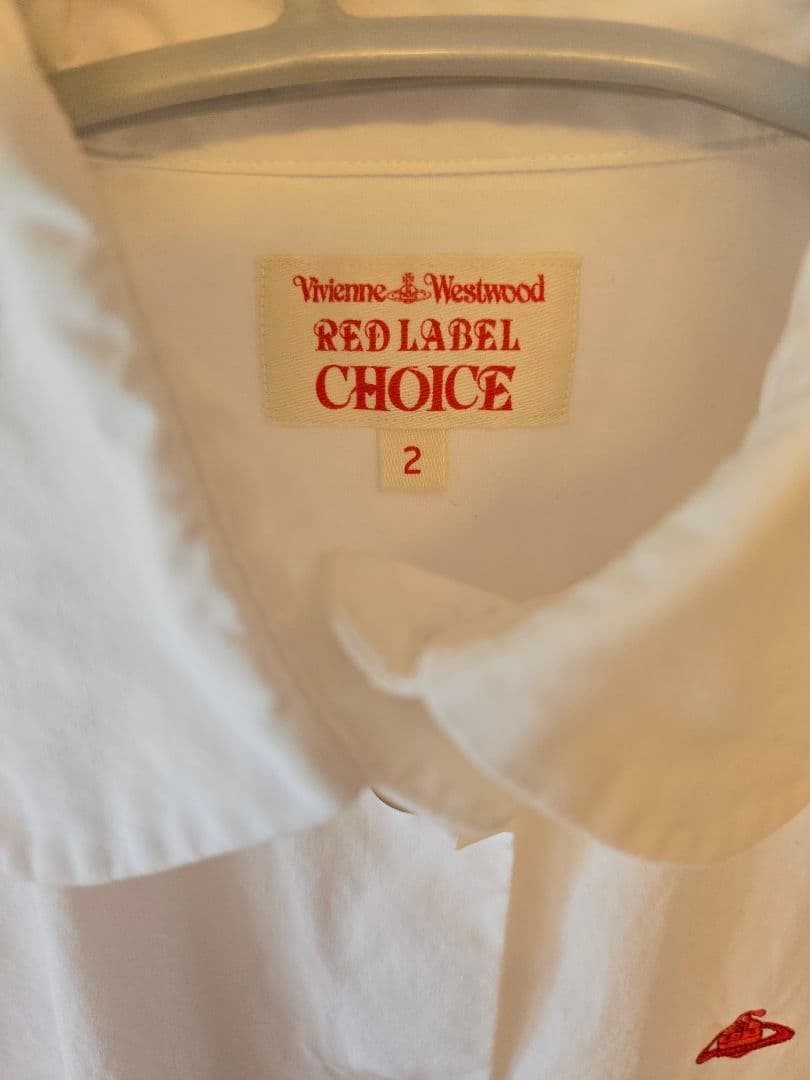 Vivienne Westwood
RED LABEL
CHOICE
2